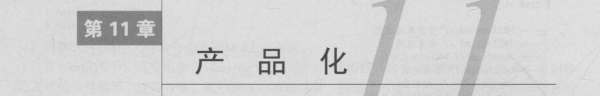 第 11 章
产 品 化
11